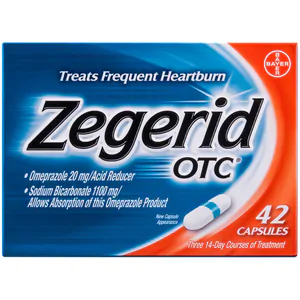 Treats Frequent Heartburn
BAYER
BAYER
Zegerid
OTC®
• Omeprazole 20 mg/Acid Reducer
• Sodium Bicarbonate 1100 mg/
Allows Absorption of this Omeprazole Product
New Capsule
Appearance
42
CAPSULES
Three 14-Day Courses of Treatment